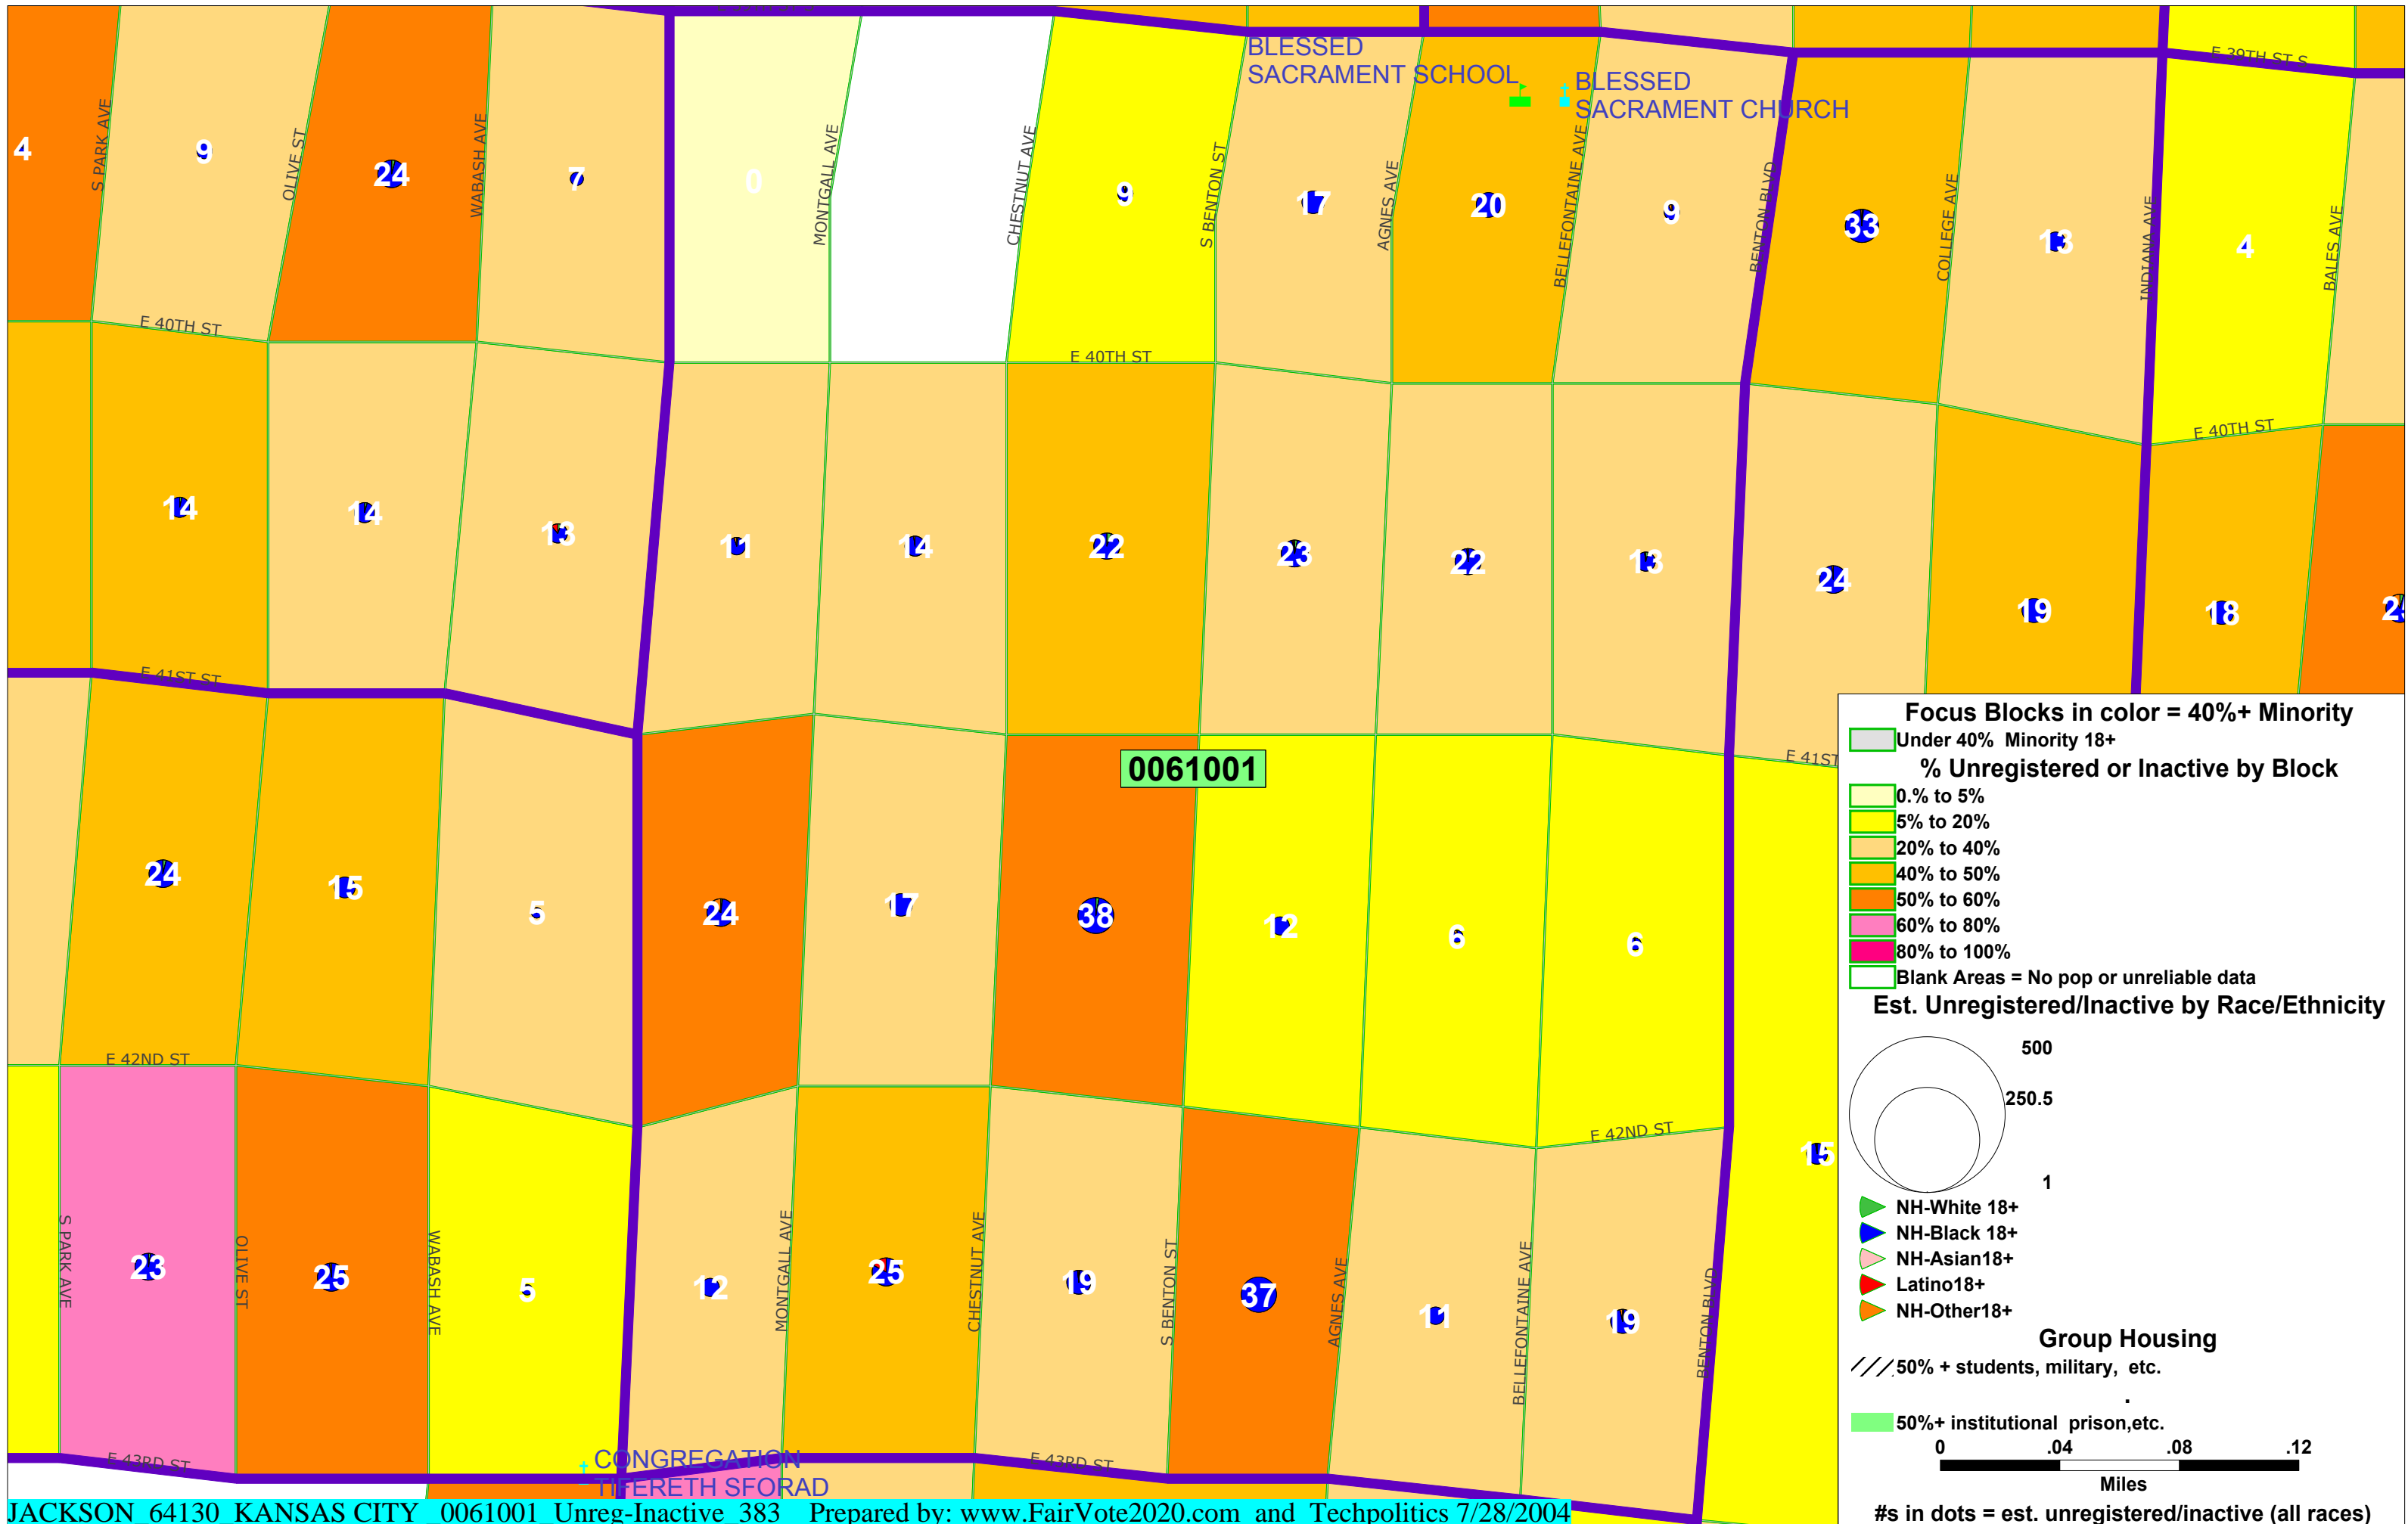 E 39TH ST S
BLESSED
SACRAMENT SCHOOL
BLESSED
SACRAMENT CHURCH
S PARK AVE
OLIVE ST
WABASH AVE
MONTGALL AVE
CHESTNUT AVE
S BENTON ST
AGNES AVE
BELLEFONTAINE AVE
BENTON BLVD
COLLEGE AVE
INDIANA AVE
BALES AVE
4
9
24
7
0
9
17
20
9
33
13
4
E 40TH ST
E 40TH ST
E 40TH ST
14
14
13
11
14
22
23
22
13
24
19
18
E 41ST ST
E 41ST
0061001
24
15
5
24
17
38
12
6
6
15
E 42ND ST
E 42ND ST
S PARK AVE
OLIVE ST
WABASH AVE
MONTGALL AVE
CHESTNUT AVE
S BENTON ST
AGNES AVE
BELLEFONTAINE AVE
BENTON BLVD
23
25
5
12
25
19
37
11
19
E 43RD ST
E 43RD ST
CONGREGATION
TIFERETH SFORAD
Focus Blocks in color = 40%+ Minority
Under 40% Minority 18+
% Unregistered or Inactive by Block
0.% to 5%
5% to 20%
20% to 40%
40% to 50%
50% to 60%
60% to 80%
80% to 100%
Blank Areas = No pop or unreliable data
Est. Unregistered/Inactive by Race/Ethnicity
500
250.5
1
NH-White 18+
NH-Black 18+
NH-Asian18+
Latino18+
NH-Other18+
Group Housing
50% + students, military, etc.
.
50%+ institutional prison,etc.
0 .04 .08 .12
Miles
#s in dots = est. unregistered/inactive (all races)
JACKSON_64130_KANSAS CITY_0061001_Unreg-Inactive_383 Prepared by: www.FairVote2020.com and Techpolitics 7/28/2004